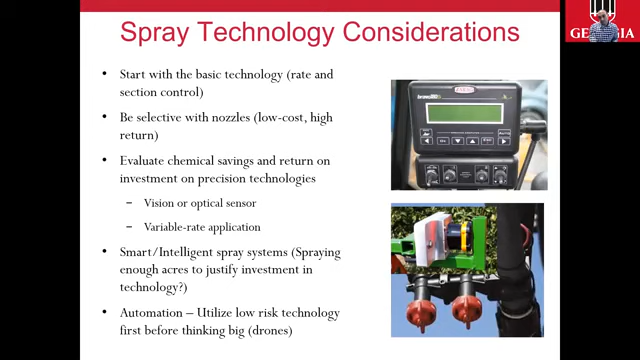 Spray Technology Considerations
• Start with the basic technology (rate and
section control)
• Be selective with nozzles (low-cost, high
return)
• Evaluate chemical savings and return on
investment on precision technologies
– Vision or optical sensor
– Variable-rate application
• Smart/Intelligent spray systems (Spraying
enough acres to justify investment in
technology?)
• Automation – Utilize low risk technology
first before thinking big (drones)